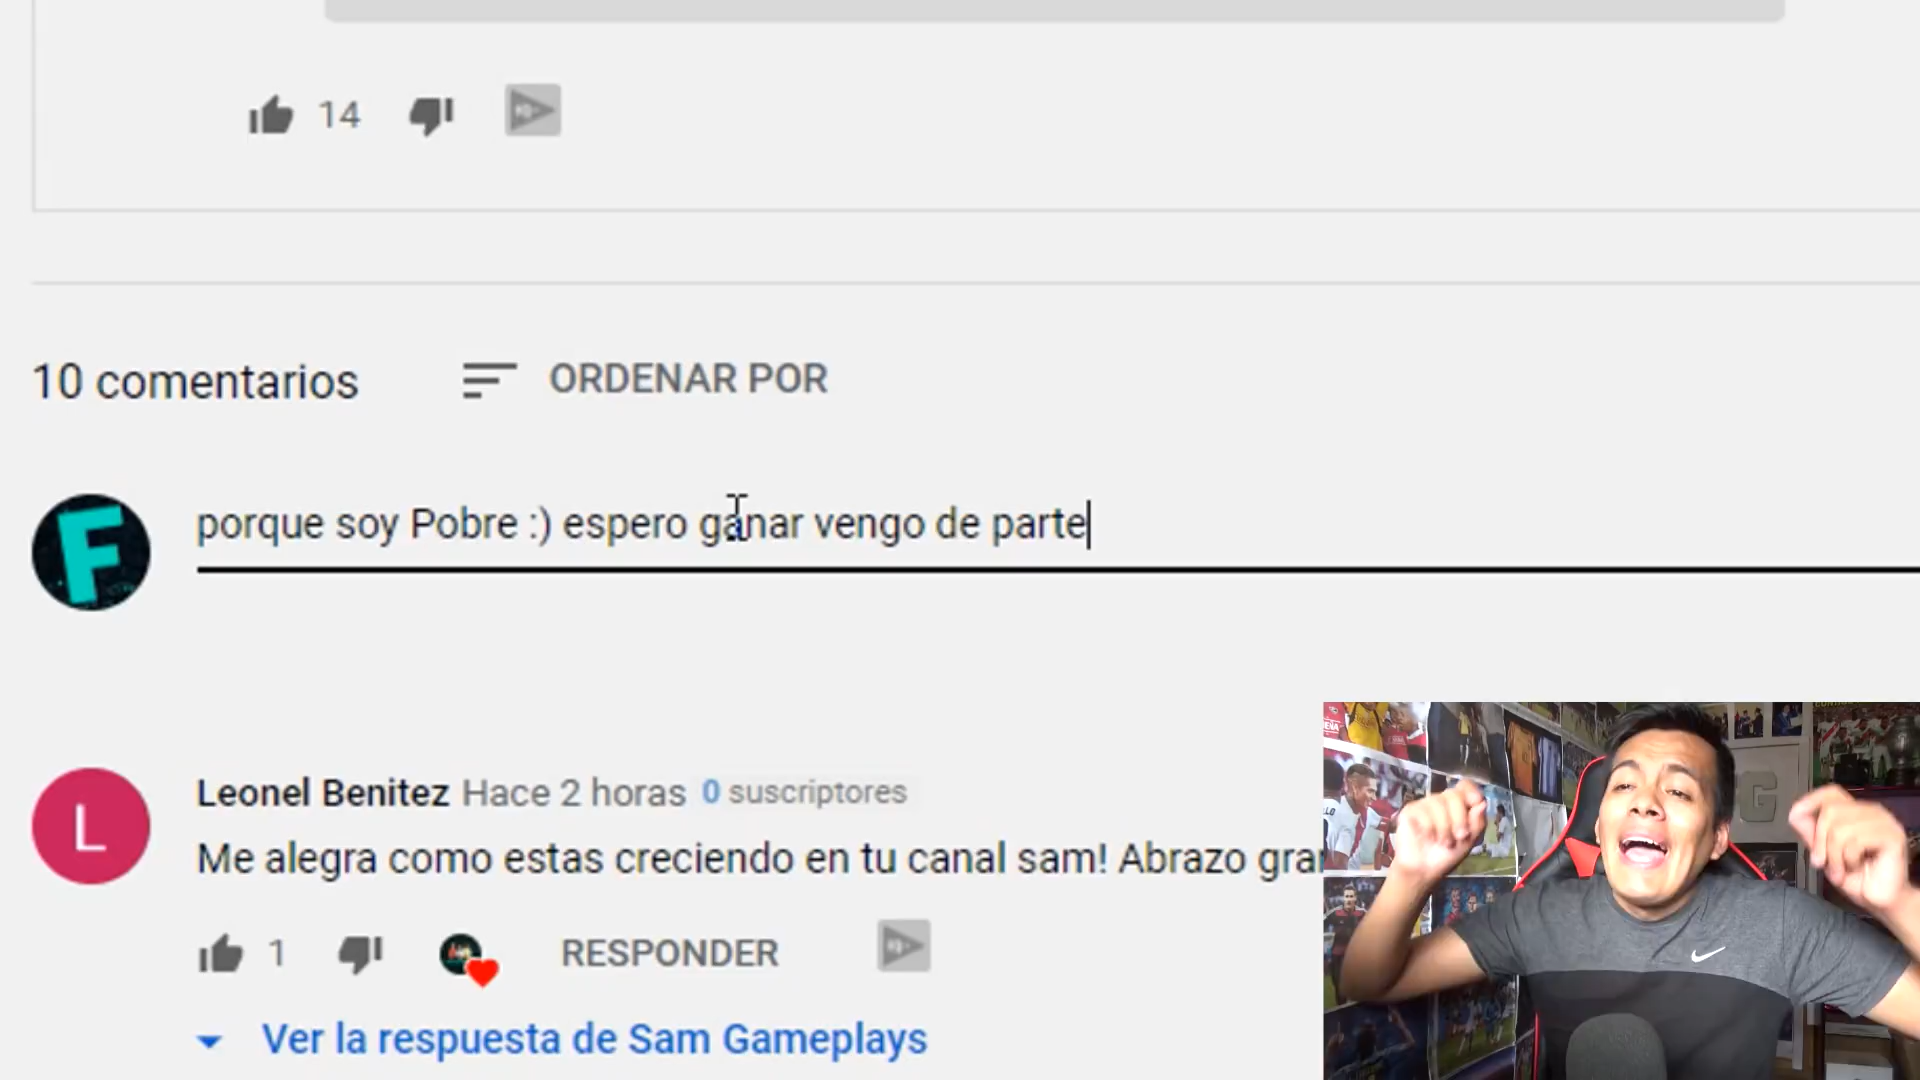 14
10 comentarios
ORDENAR POR
F
porque soy Pobre :) espero ganar vengo de parte
L
Leonel Benitez Hace 2 horas 0 suscriptores
Me alegra como estas creciendo en tu canal sam! Abrazo
1
RESPONDER
Ver la respuesta de Sam Gameplays
G